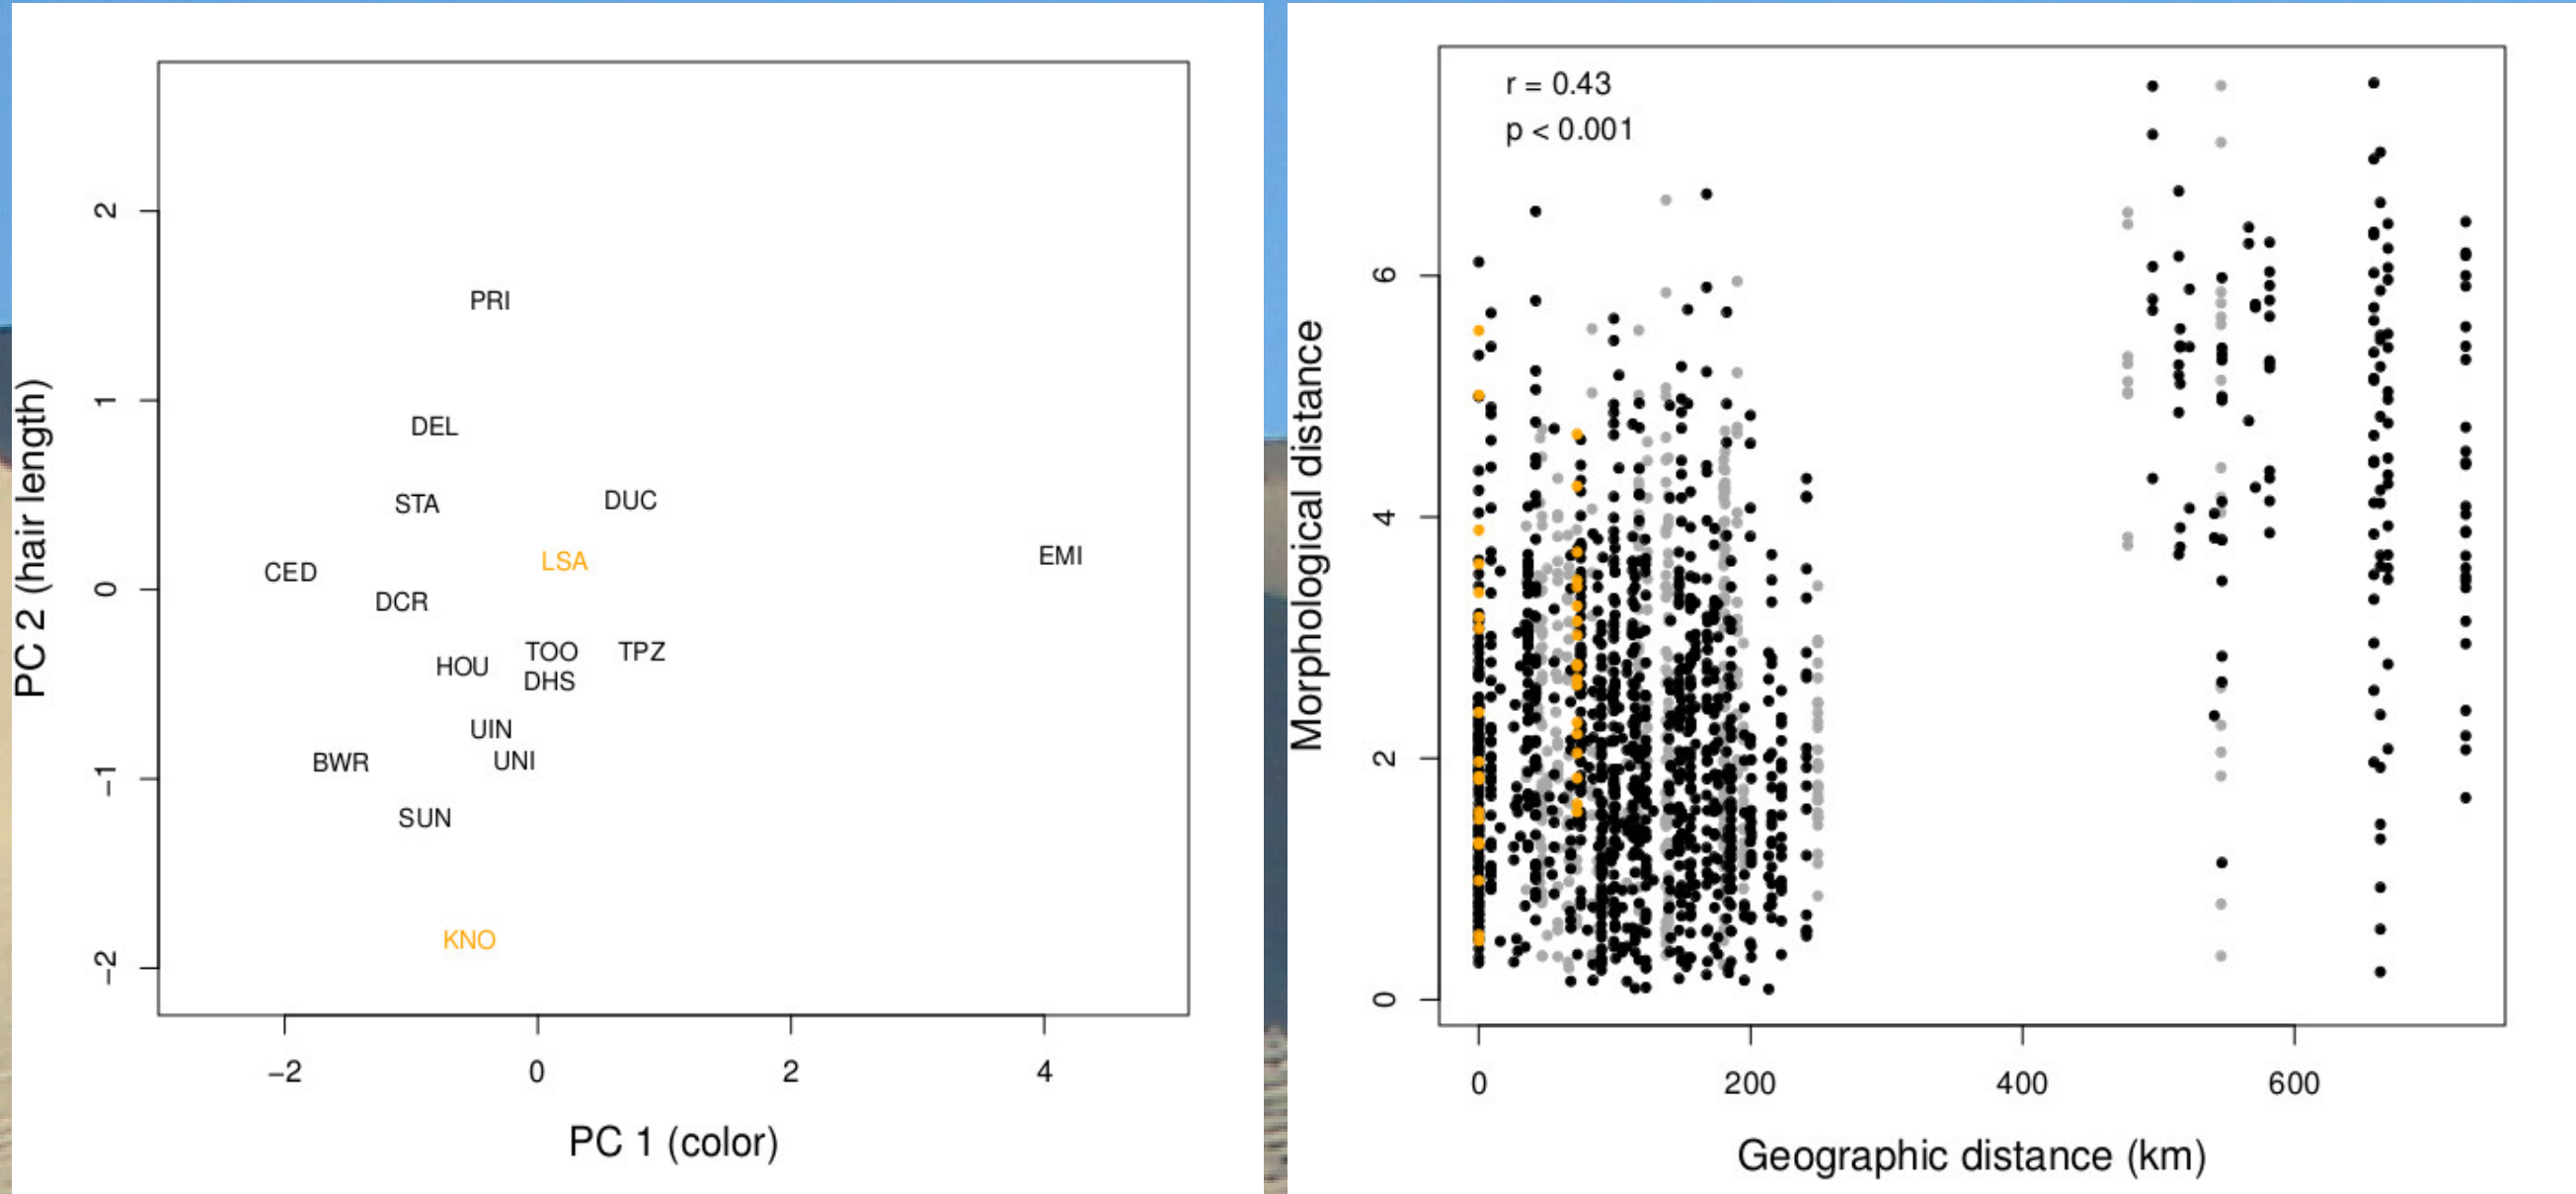 PC 2 (hair length)
2
1
0
−1
−2
PRI
DEL
STA
DUC
LSA
EMI
CED
DCR
TOO
TPZ
HOU
DHS
UIN
BWR
UNI
SUN
KNO
−2
0
2
4
PC 1 (color)
Morphological distance
r = 0.43
p < 0.001
6
4
2
0
0
200
400
600
Geographic distance (km)